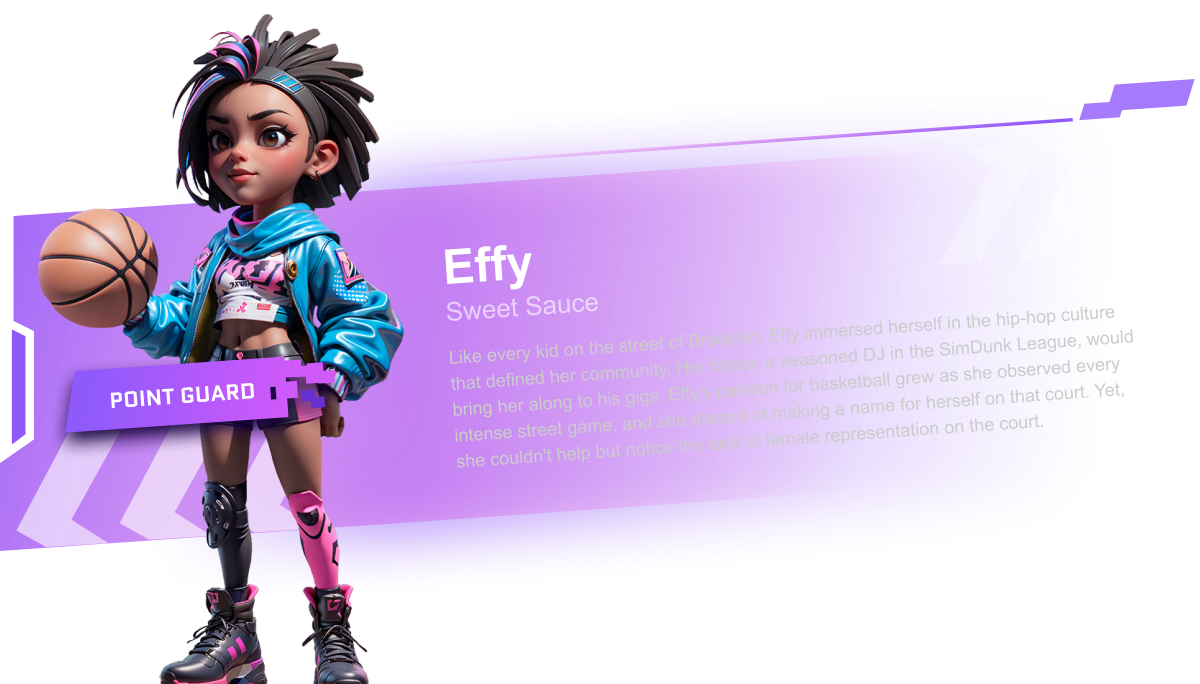 Effy
Sweet Sauce
Like every kid on the street of Brooklyn, Effy immersed herself in the hip-hop culture
that defined her community. Her father, a seasoned DJ in the SimDunk League, would
bring her along to his gigs. Effy's passion for basketball grew as she observed every
intense street game, and she dreams of making a name for herself on that court. Yet,
she couldn't help but notice the lack of female representation on the court.
POINT GUARD